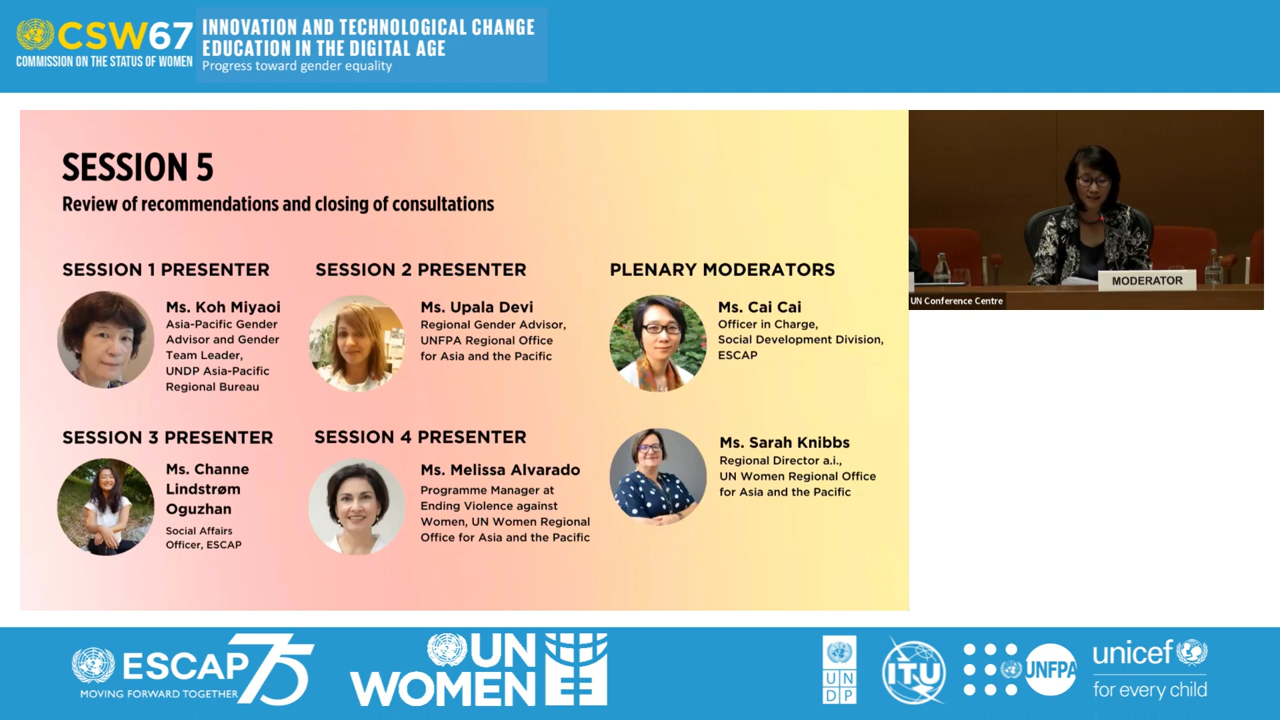 CSW67
COMMISSION ON THE STATUS OF WOMEN
INNOVATION AND TECHNOLOGICAL CHANGE
EDUCATION IN THE DIGITAL AGE
Progress toward gender equality
SESSION 5
Review of recommendations and closing of consultations
SESSION 1 PRESENTER
Ms. Koh Miyaoi
Asia-Pacific Gender
Advisor and Gender
Team Leader,
UNDP Asia-Pacific
Regional Bureau
SESSION 2 PRESENTER
Ms. Upala Devi
Regional Gender Advisor,
UNFPA Regional Office
for Asia and the Pacific
PLENARY MODERATORS
Ms. Cai Cai
Officer in Charge,
Social Development Division,
ESCAP
SESSION 3 PRESENTER
Ms. Channe
Lindstrøm
Oguzhan
Social Affairs
Officer, ESCAP
SESSION 4 PRESENTER
Ms. Melissa Alvarado
Programme Manager at
Ending Violence against
Women, UN Women Regional
Office for Asia and the Pacific
Ms. Sarah Knibbs
Regional Director a.i.,
UN Women Regional Office
for Asia and the Pacific
MODERATOR
UN Conference Centre
ESCAP 75
MOVING FORWARD TOGETHER
UN
WOMEN
U N
D P
ITU
UNFPA
unicef
for every child